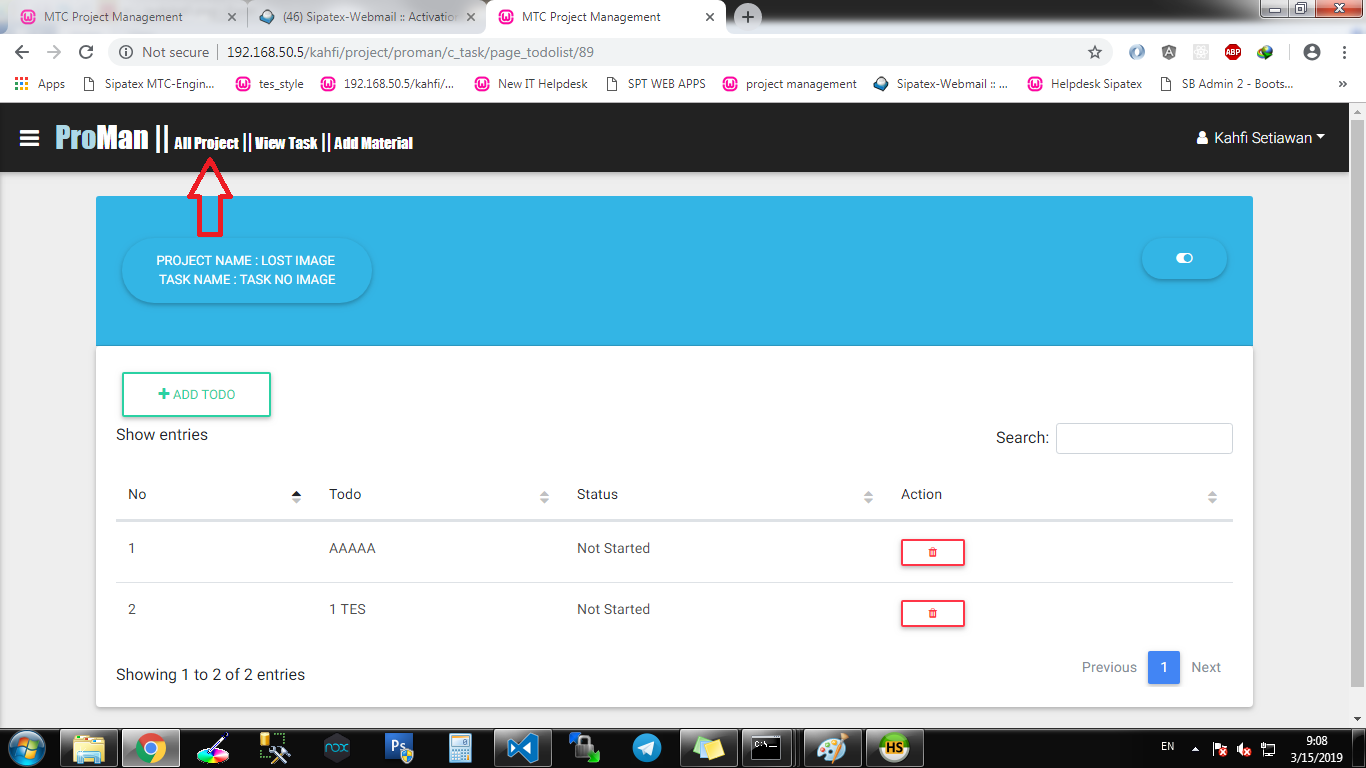 MTC Project Management
(46) Sipatex-Webmail :: Activation
MTC Project Management
Not secure
192.168.50.5/kahfi/project/proman/c_task/page_todolist/89
ABP
Apps
Sipatex MTC-Engin...
tes_style
192.168.50.5/kahfi/...
New IT Helpdesk
SPT WEB APPS
project management
Sipatex-Webmail :: ...
Helpdesk Sipatex
SB Admin 2 - Boots...
»
ProMan || All Project || View Task || Add Material
Kahfi Setiawan
PROJECT NAME : LOST IMAGE
TASK NAME : TASK NO IMAGE
ADD TODO
Show entries
Search:
No Todo Status Action
1 AAAAA Not Started
2 1 TES Not Started
Showing 1 to 2 of 2 entries
Previous 1 Next
nox
Ps
C:\_
HS
EN
9:08
3/15/2019